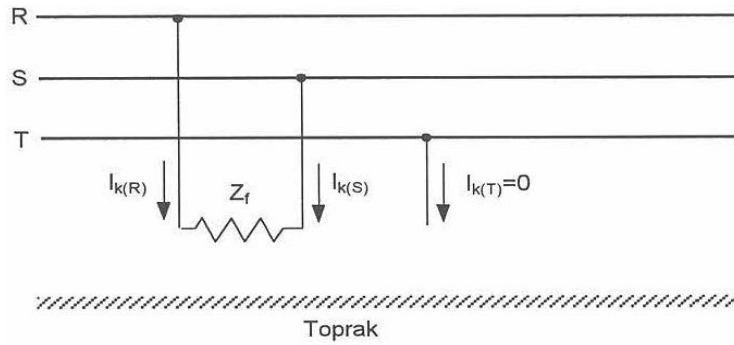 R
S
T
Ik(R)
Zf
Ik(S)
Ik(T)=0
Toprak